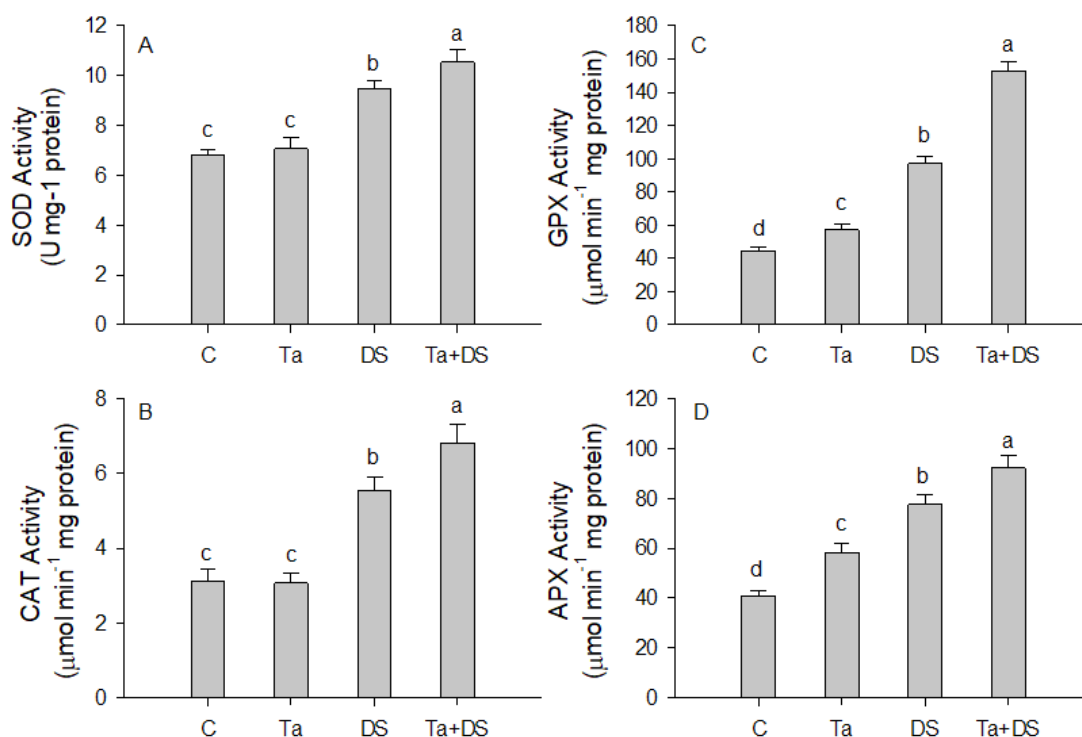 A
SOD Activity
(U mg-1 protein)
12
10
8
6
4
2
0
c
c
b
a
C
Ta
DS
Ta+DS
C
GPX Activity
(μmol min⁻¹ mg protein)
180
160
140
120
100
80
60
40
20
0
d
c
b
a
C
Ta
DS
Ta+DS
B
CAT Activity
(μmol min⁻¹ mg protein)
8
6
4
2
0
c
c
b
a
C
Ta
DS
Ta+DS
D
APX Activity
(μmol min⁻¹ mg protein)
120
100
80
60
40
20
0
d
c
b
a
C
Ta
DS
Ta+DS